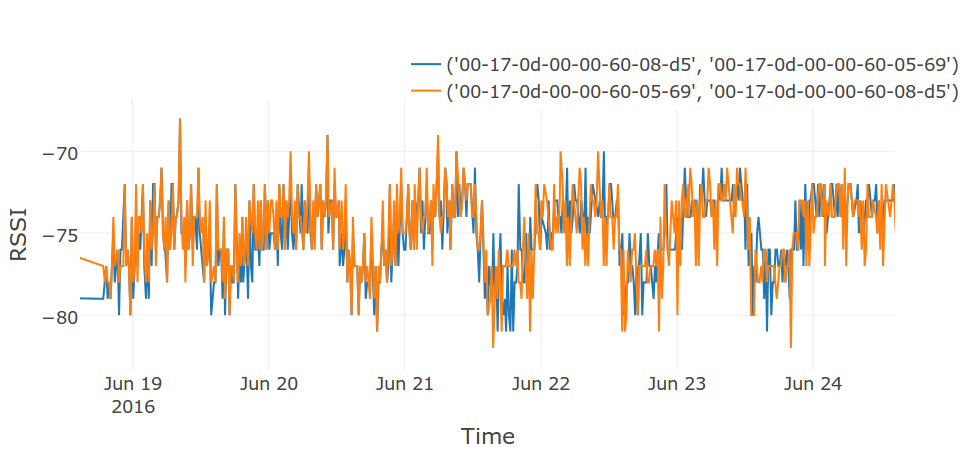 ('00-17-0d-00-00-60-08-d5', '00-17-0d-00-00-60-05-69')
('00-17-0d-00-00-60-05-69', '00-17-0d-00-00-60-08-d5')
−70
−75
−80
RSSI
Jun 19 Jun 20 Jun 21 Jun 22 Jun 23 Jun 24
2016
Time